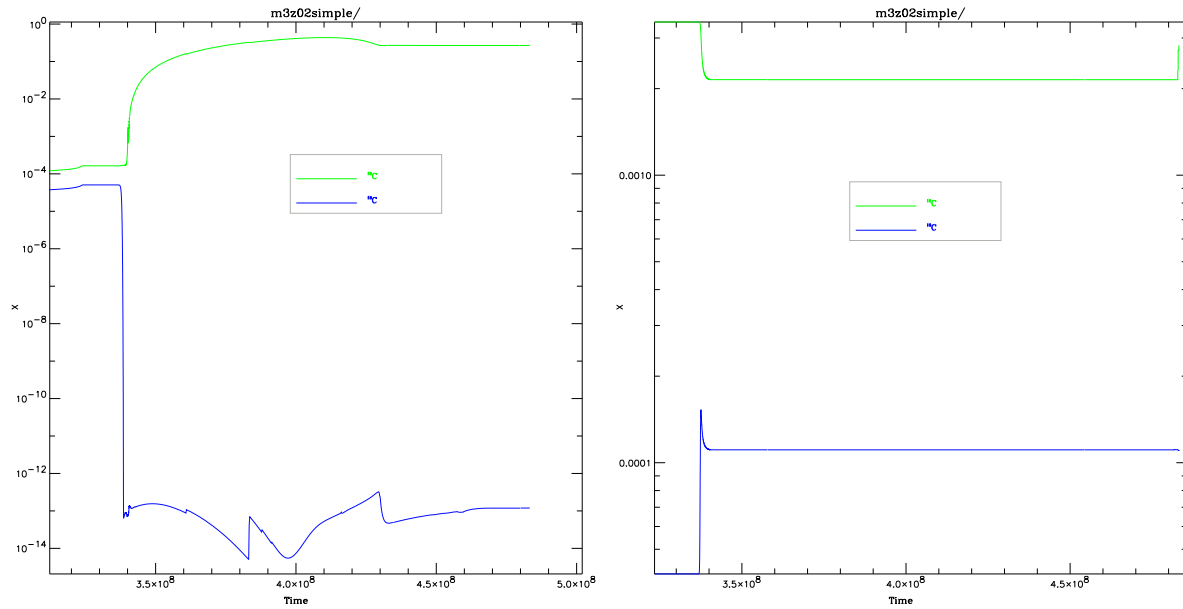 m3z02simple/
10⁰
10⁻²
10⁻⁴
10⁻⁶
10⁻⁸
10⁻¹⁰
10⁻¹²
10⁻¹⁴
X
C
C
3.5×10⁸
4.0×10⁸
4.5×10⁸
5.0×10⁸
Time
m3z02simple/
0.0010
0.0001
X
C
C
3.5×10⁸
4.0×10⁸
4.5×10⁸
Time